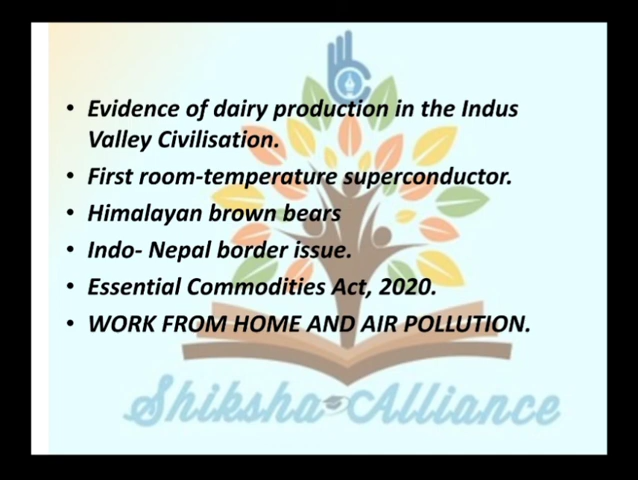 • Evidence of dairy production in the Indus
Valley Civilisation.
• First room-temperature superconductor.
• Himalayan brown bears
• Indo- Nepal border issue.
• Essential Commodities Act, 2020.
• WORK FROM HOME AND AIR POLLUTION.
Shiksha Alliance